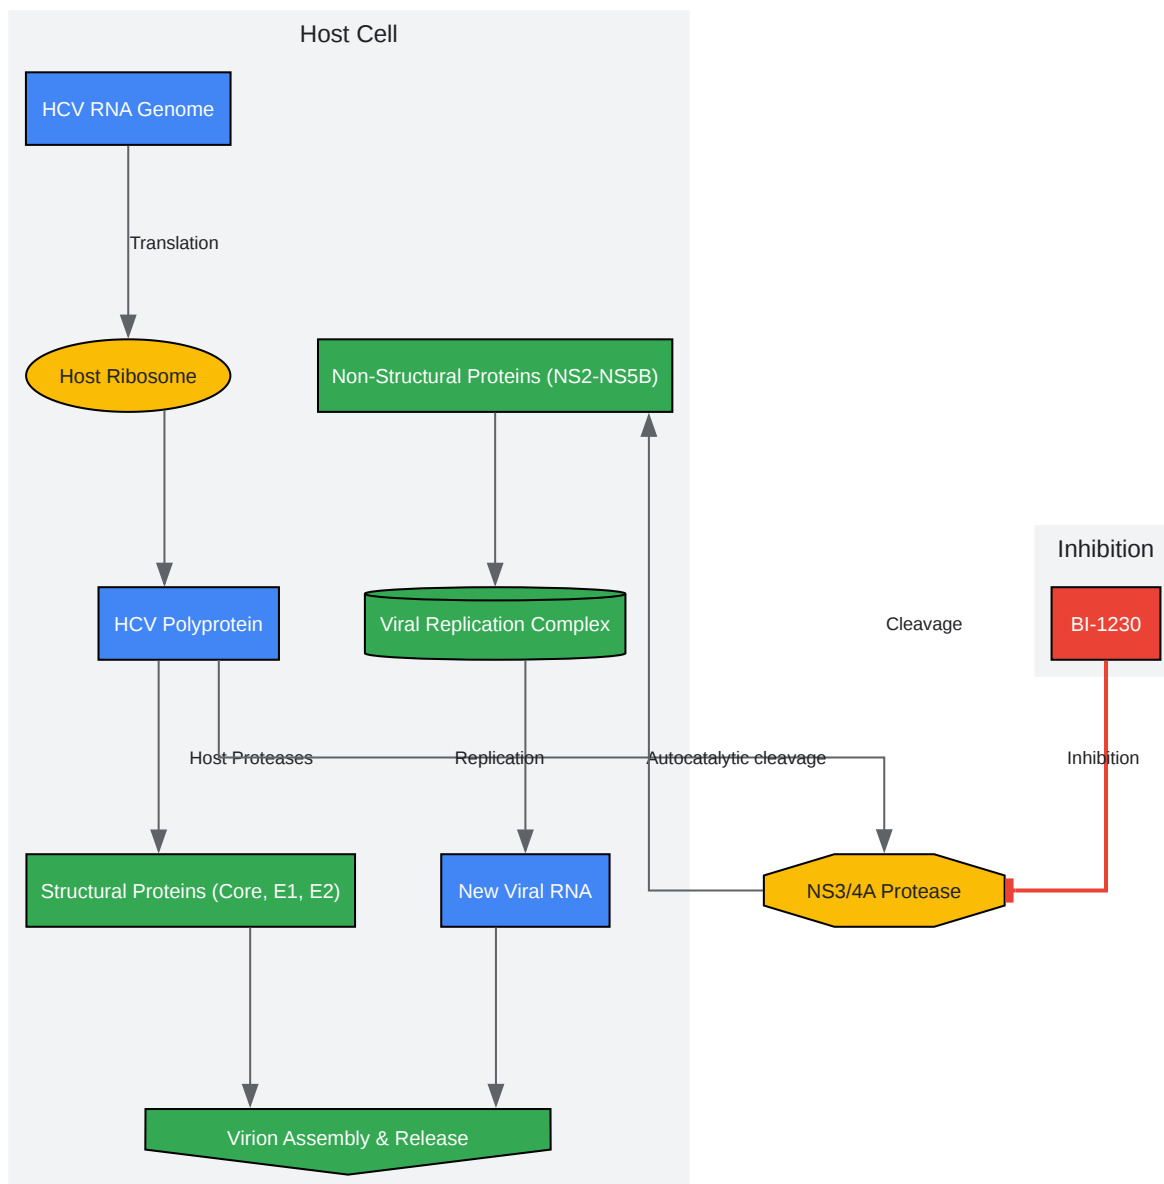 Host Cell
HCV RNA Genome
Translation
Host Ribosome
Non-Structural Proteins (NS2-NS5B)
Inhibition
HCV Polyprotein
Viral Replication Complex
Cleavage
BI-1230
Host Proteases
Replication
Autocatalytic cleavage
Inhibition
Structural Proteins (Core, E1, E2)
New Viral RNA
NS3/4A Protease
Virion Assembly & Release